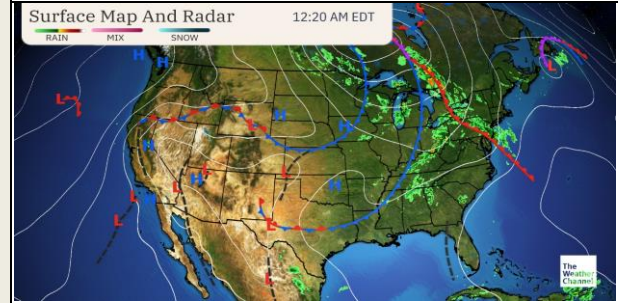 Surface Map And Radar
12:20 AM EDT
RAIN
MIX
SNOW
H
H
L
L
H
H
H
L
H
L
L
H
L
H
L
L
The
Weather
Channel